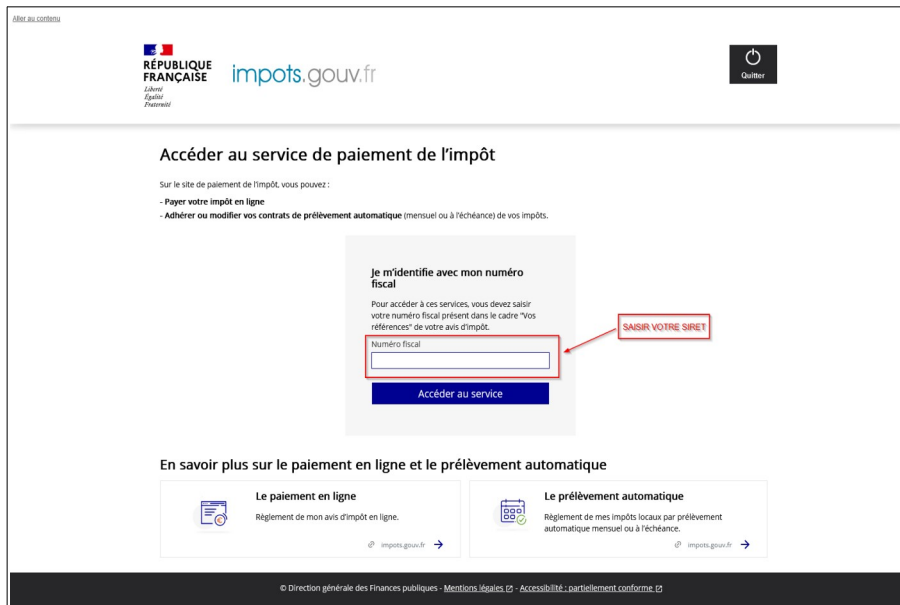 Aller au contenu
RÉPUBLIQUE
FRANÇAISE
Liberté
Égalité
Fraternité
impots.gouv.fr
Quitter
Accéder au service de paiement de l'impôt
Sur le site de paiement de l'impôt, vous pouvez :
- Payer votre impôt en ligne
- Adhérer ou modifier vos contrats de prélèvement automatique (mensuel ou à l'échéance) de vos impôts.
Je m'identifie avec mon numéro
fiscal
Pour accéder à ces services, vous devez saisir
votre numéro fiscal présent dans le cadre "Vos
références" de votre avis d'impôt.
Numéro fiscal
SAISIR VOTRE SIRET
Accéder au service
En savoir plus sur le paiement en ligne et le prélèvement automatique
Le paiement en ligne
Règlement de mon avis d'impôt en ligne.
impots.gouv.fr
Le prélèvement automatique
Règlement de mes impôts locaux par prélèvement
automatique mensuel ou à l'échéance.
impots.gouv.fr
© Direction générale des Finances publiques - Mentions légales - Accessibilité : partiellement conforme